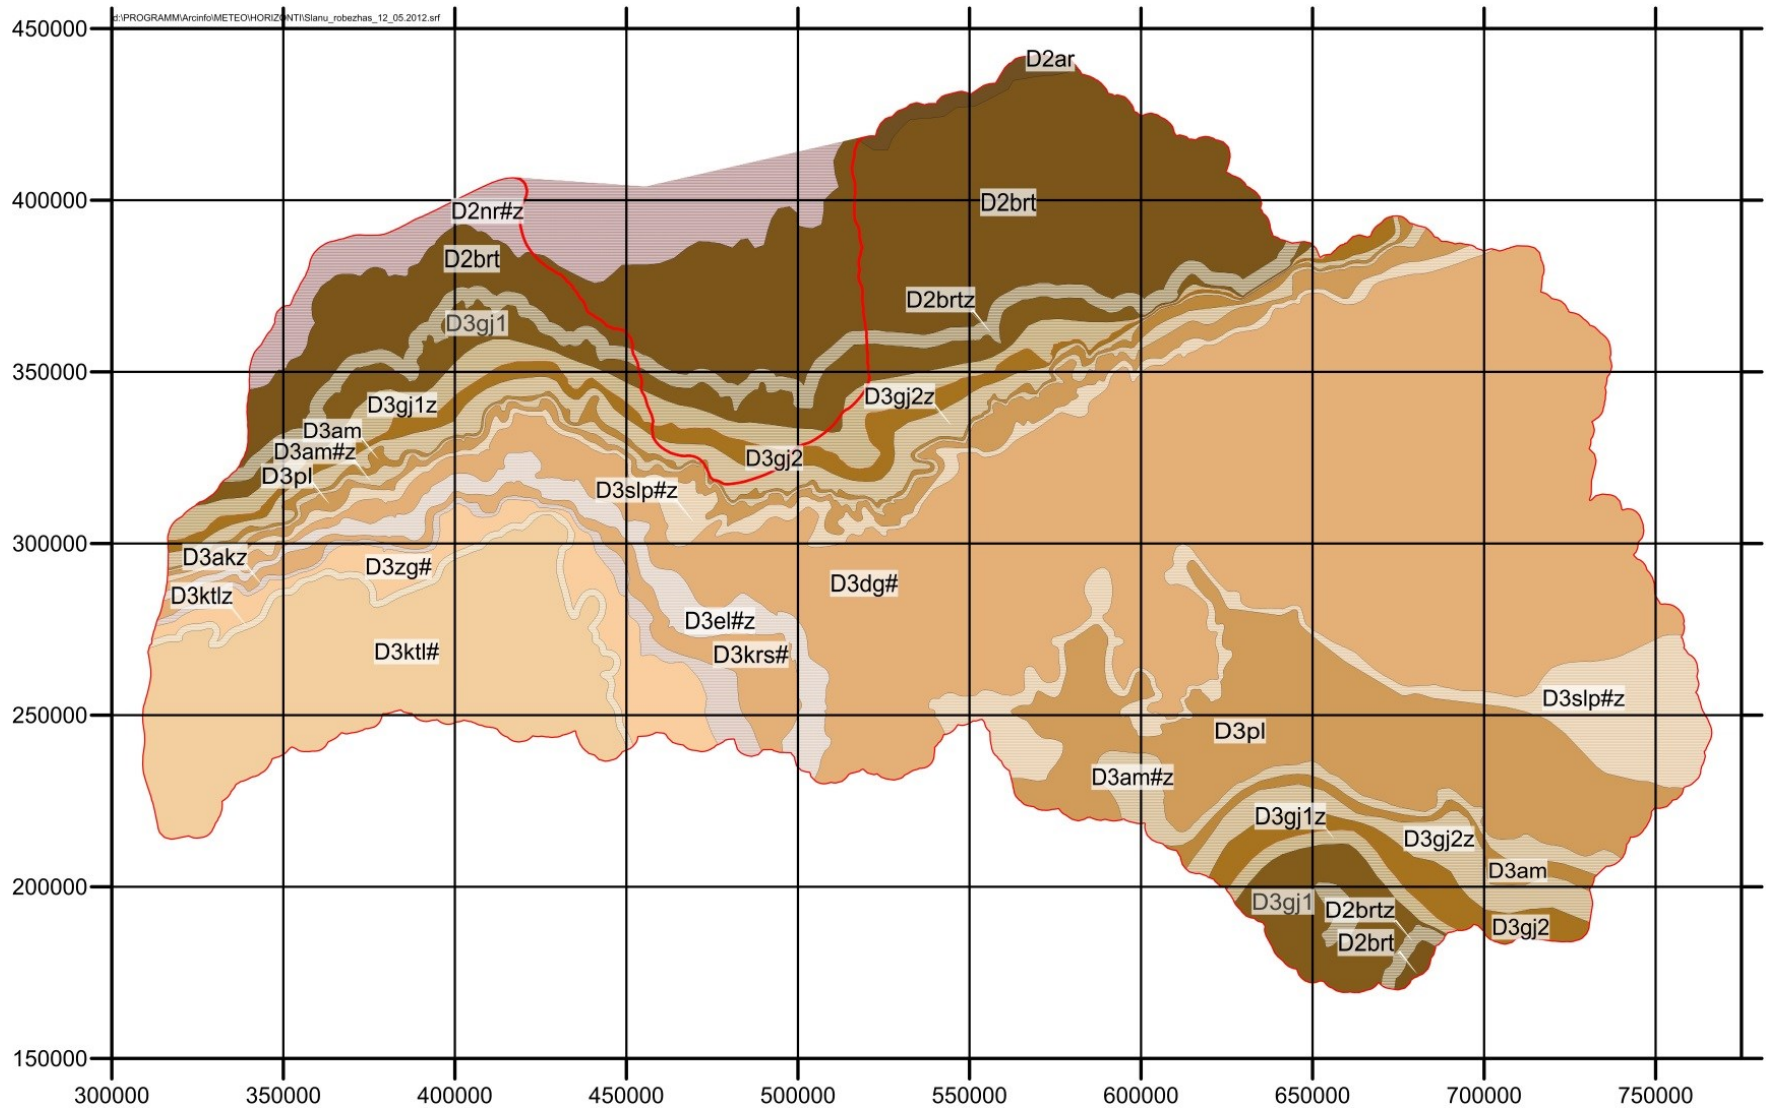 d:\PROGRAMM\Arcinfo\METEO\HORIZONTI\Slanu_robezhas_12_05.2012.srf
450000
D2ar
400000
D2nr#z
D2brt
D2brt
D2brtz
D3gj1
350000
D3gj1z
D3gj2z
D3am
D3am#z
D3gj2
D3pl
D3slp#z
300000
D3akz
D3zg#
D3dg#
D3ktlz
D3el#z
D3ktl#
D3krs#
D3slp#z
250000
D3pl
D3am#z
D3gj1z
D3gj2z
D3am
200000
D3gj1
D2brtz
D3gj2
D2brt
150000
300000 350000 400000 450000 500000 550000 600000 650000 700000 750000